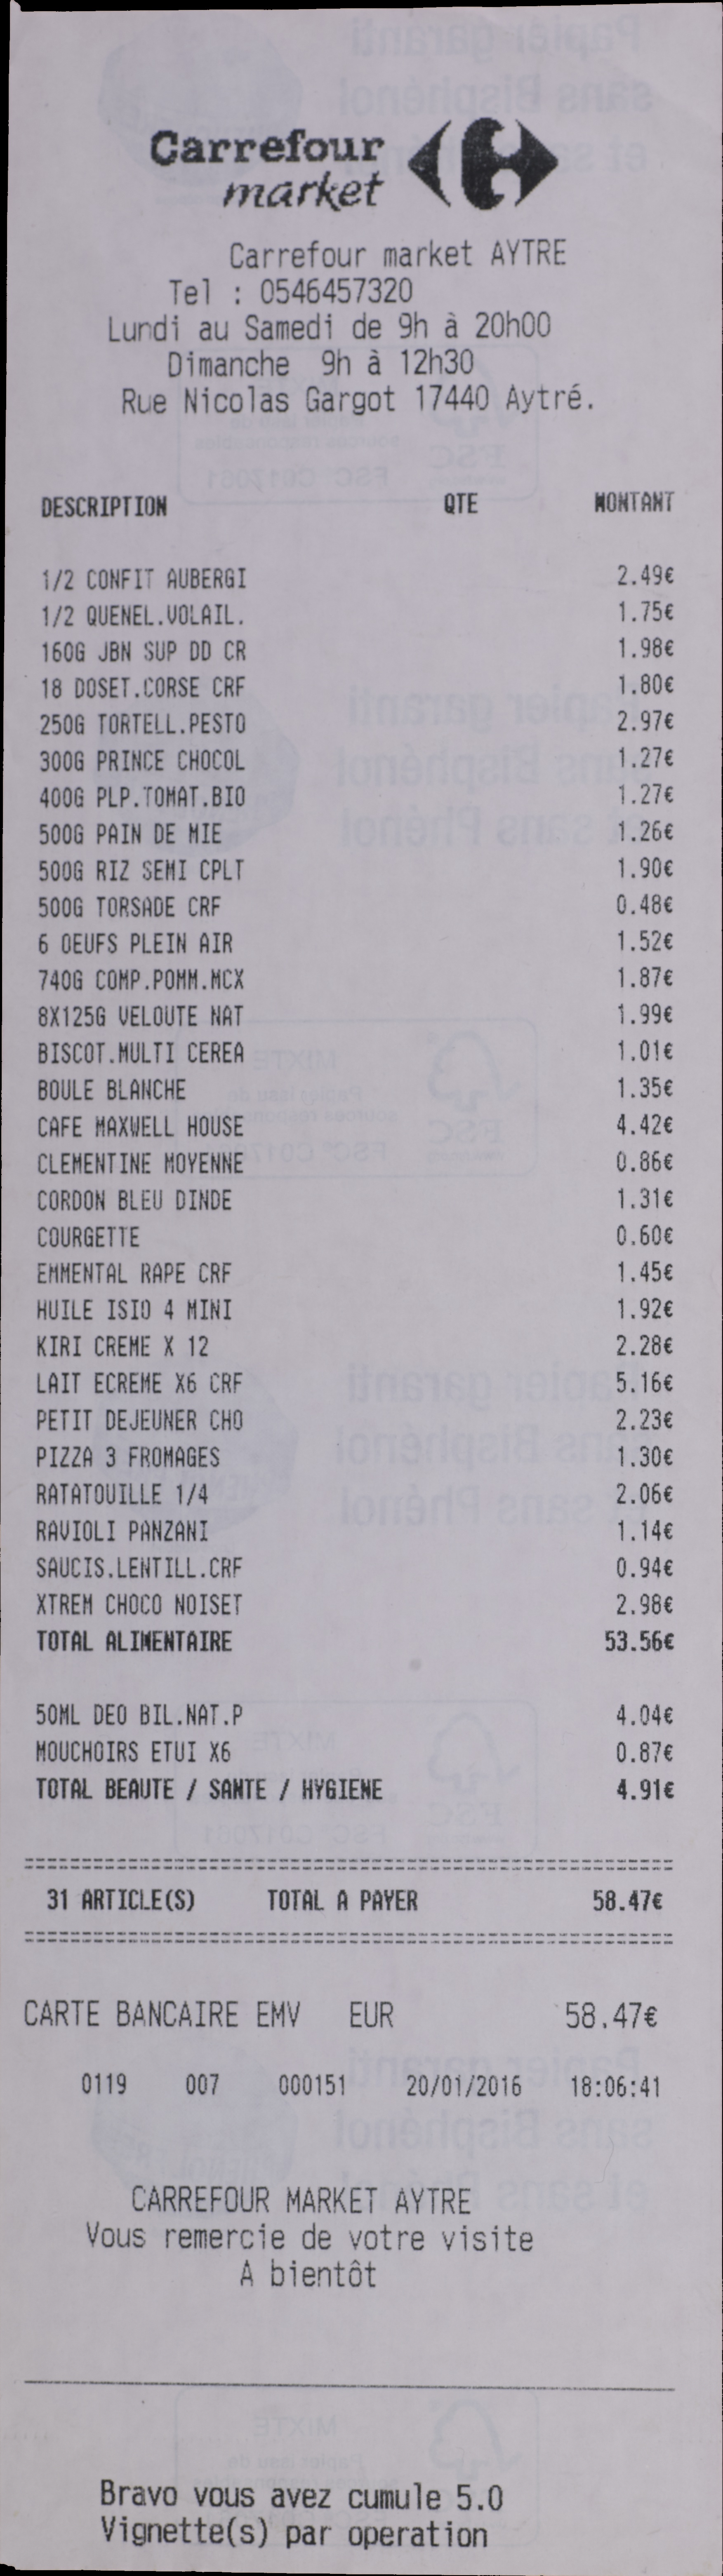 Carrefour
market
Carrefour market AYTRE
Tel : 0546457320
Lundi au Samedi de 9h à 20h00
Dimanche 9h à 12h30
Rue Nicolas Gargot 17440 Aytré.
DESCRIPTION QTE MONTANT
1/2 CONFIT AUBERGI 2.49€
1/2 QUENEL.VOLAIL. 1.75€
160G JBN SUP DD CR 1.98€
18 DOSET.CORSE CRF 1.80€
250G TORTELL.PESTO 2.97€
300G PRINCE CHOCOL 1.27€
400G PLP.TOMAT.BIO 1.27€
500G PAIN DE MIE 1.26€
500G RIZ SEMI CPLT 1.90€
500G TORSADE CRF 0.48€
6 OEUFS PLEIN AIR 1.52€
740G COMP.POMM.MCX 1.87€
8X125G VELOUTE NAT 1.99€
BISCOT.MULTI CEREA 1.01€
BOULE BLANCHE 1.35€
CAFE MAXWELL HOUSE 4.42€
CLEMENTINE MOYENNE 0.86€
CORDON BLEU DINDE 1.31€
COURGETTE 0.60€
EMMENTAL RAPE CRF 1.45€
HUILE ISIO 4 MINI 1.92€
KIRI CREME X 12 2.28€
LAIT ECREME X6 CRF 5.16€
PETIT DEJEUNER CHO 2.23€
PIZZA 3 FROMAGES 1.30€
RATATOUILLE 1/4 2.06€
RAVIOLI PANZANI 1.14€
SAUCIS.LENTILL.CRF 0.94€
XTREM CHOCO NOISET 2.98€
TOTAL ALIMENTAIRE 53.56€
50ML DEO BIL.NAT.P 4.04€
MOUCHOIRS ETUI X6 0.87€
TOTAL BEAUTE / SANTE / HYGIENE 4.91€
31 ARTICLE(S) TOTAL A PAYER 58.47€
CARTE BANCAIRE EMV EUR 58.47€
0119 007 000151 20/01/2016 18:06:41
CARREFOUR MARKET AYTRE
Vous remercie de votre visite
A bientôt
Bravo vous avez cumule 5.0
Vignette(s) par operation